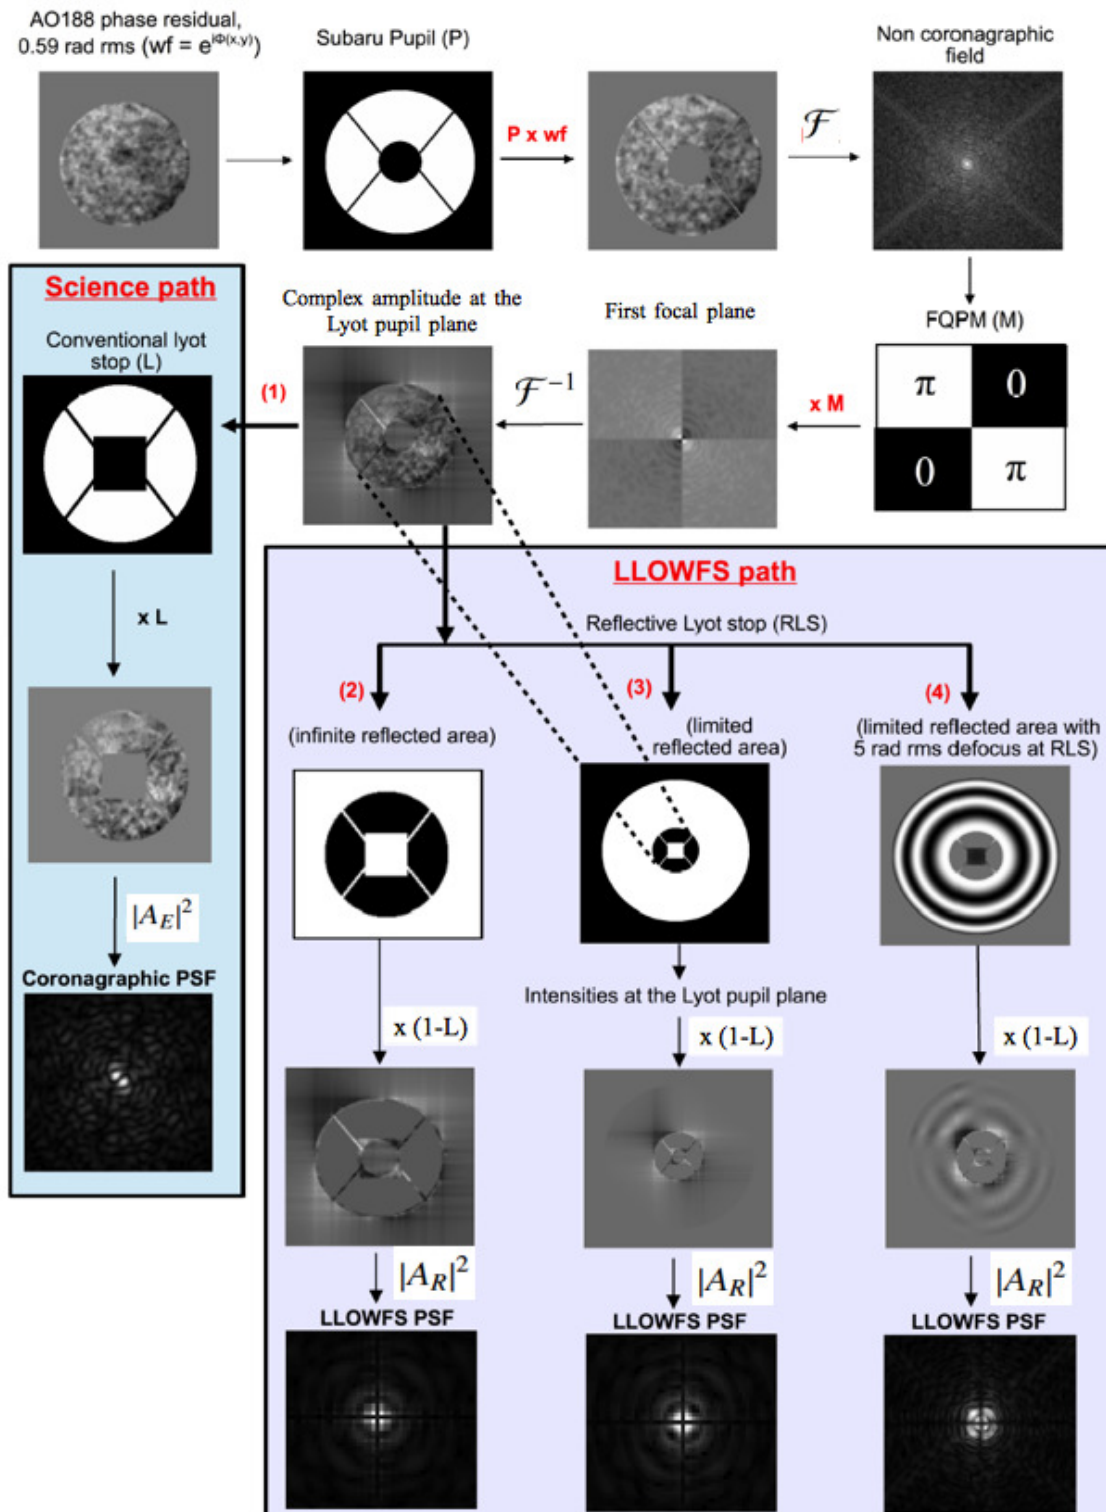 AO188 phase residual,
0.59 rad rms (wf = e^{iΦ(x,y)})
Subaru Pupil (P)
Non coronagraphic
field
P x wf
ℱ
Science path
Conventional lyot
stop (L)
(1)
Complex amplitude at the
Lyot pupil plane
ℱ⁻¹
First focal plane
x M
FQPM (M)
π 0
0 π
x L
|A_E|²
Coronagraphic PSF
LLOWFS path
Reflective Lyot stop (RLS)
(2)
(3)
(4)
(infinite reflected area)
(limited
reflected area)
(limited reflected area with
5 rad rms defocus at RLS)
Intensities at the Lyot pupil plane
x (1-L)
x (1-L)
x (1-L)
|A_R|²
|A_R|²
|A_R|²
LLOWFS PSF
LLOWFS PSF
LLOWFS PSF